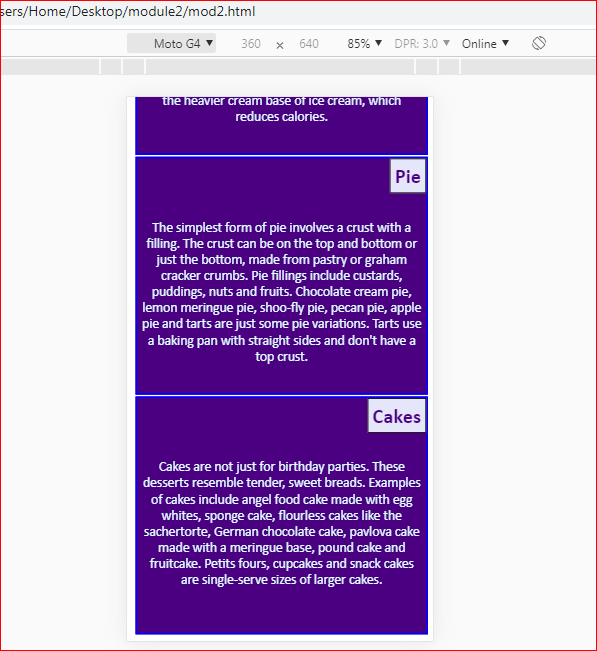 sers/Home/Desktop/module2/mod2.html
Moto G4 ▼ 360 × 640 85% ▼ DPR: 3.0 ▼ Online ▼
the heavier cream base of ice cream, which
reduces calories.
Pie
The simplest form of pie involves a crust with a
filling. The crust can be on the top and bottom or
just the bottom, made from pastry or graham
cracker crumbs. Pie fillings include custards,
puddings, nuts and fruits. Chocolate cream pie,
lemon meringue pie, shoo-fly pie, pecan pie, apple
pie and tarts are just some pie variations. Tarts use
a baking pan with straight sides and don't have a
top crust.
Cakes
Cakes are not just for birthday parties. These
desserts resemble tender, sweet breads. Examples
of cakes include angel food cake made with egg
whites, sponge cake, flourless cakes like the
sachertorte, German chocolate cake, pavlova cake
made with a meringue base, pound cake and
fruitcake. Petits fours, cupcakes and snack cakes
are single-serve sizes of larger cakes.